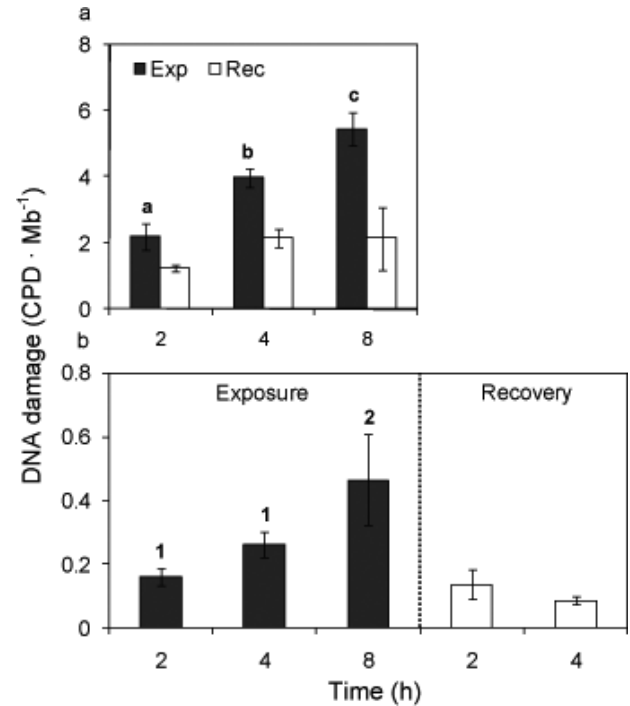 a
8
Exp Rec
c
6
b
4
a
2
0
2 4 8
DNA damage (CPD · Mb-1)
b
0.8
Exposure Recovery
2
0.6
0.4
1
1
0.2
0
2 4 8 2 4
Time (h)